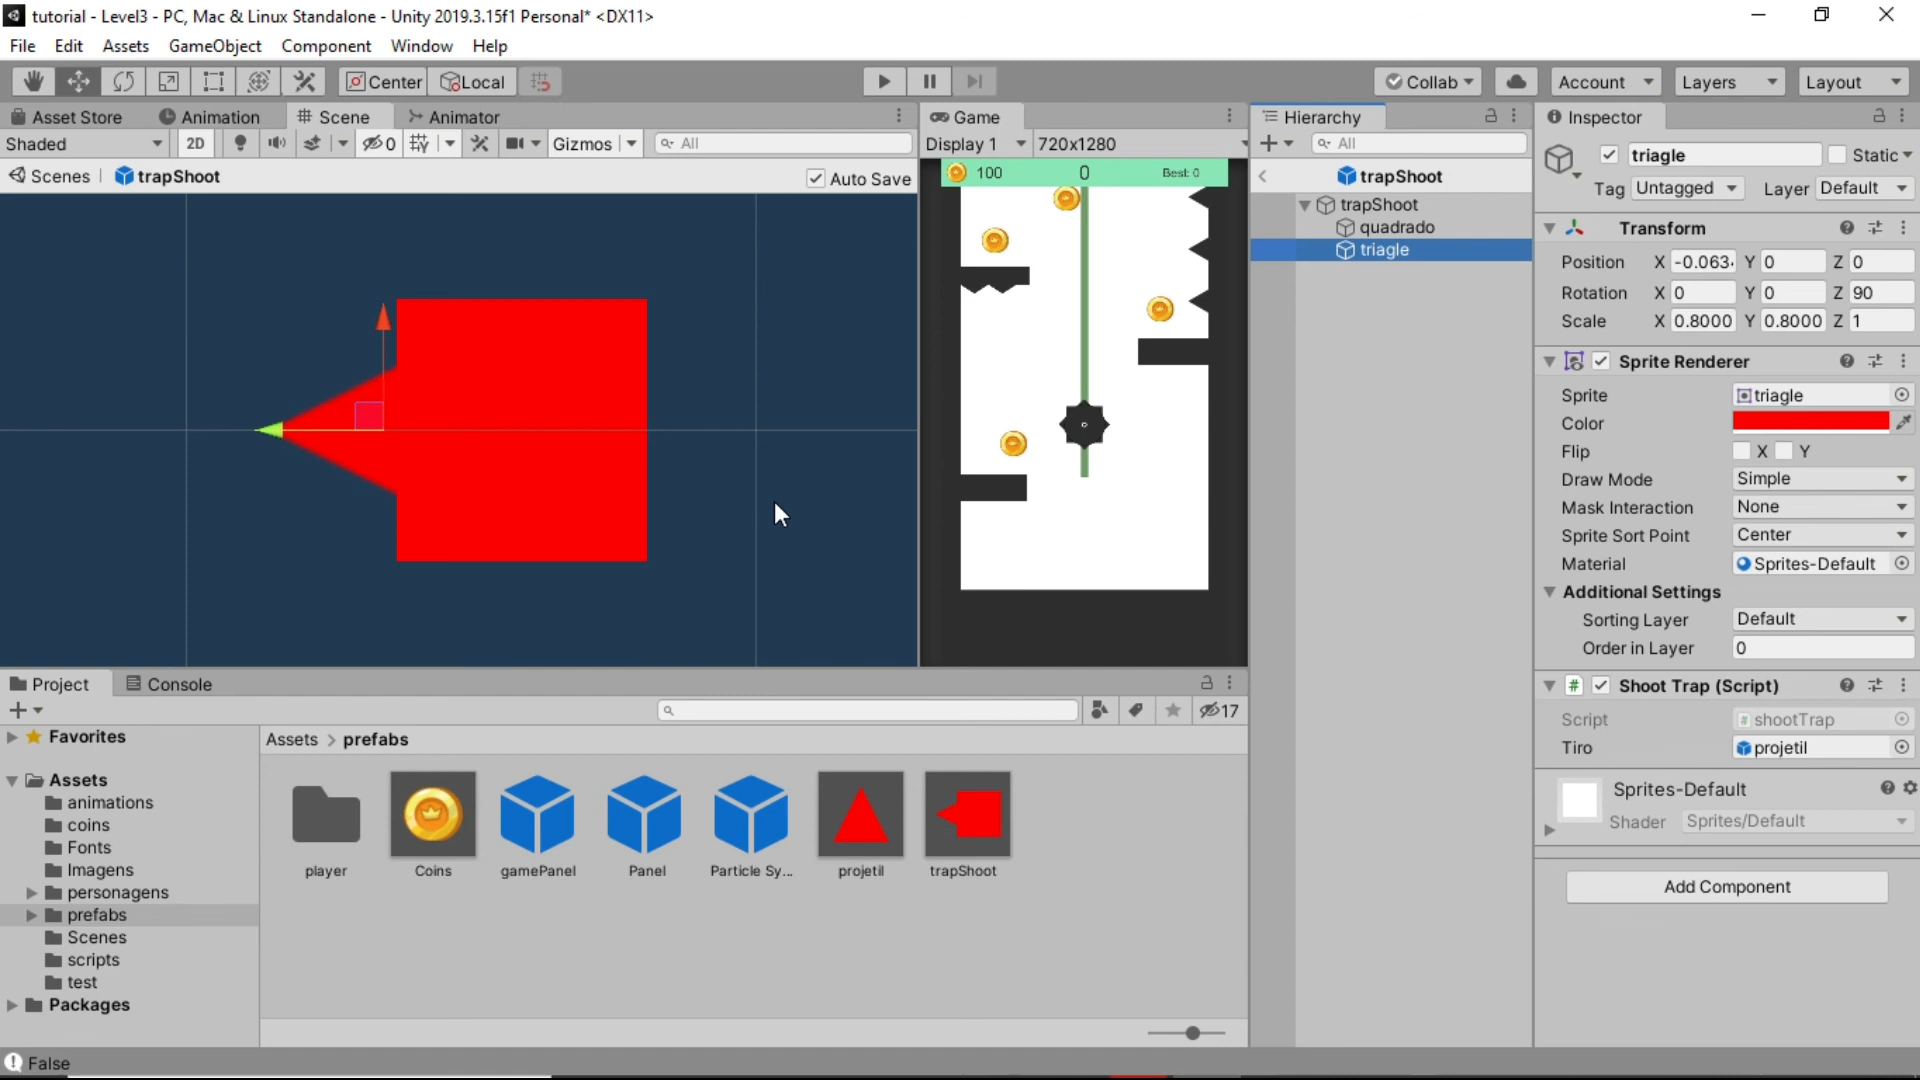 tutorial - Level3 - PC, Mac & Linux Standalone - Unity 2019.3.15f1 Personal* <DX11>
File Edit Assets GameObject Component Window Help
Center Local Collab Account Layers Layout
Asset Store Animation Scene Animator
Shaded 2D 0 Gizmos All
Scenes trapShoot Auto Save
Game
Display 1 720x1280
100 0 Best: 0
Hierarchy
All
trapShoot
trapShoot
quadrado
triagle
Inspector
triagle Static
Tag Untagged Layer Default
Transform
Position X -0.063 Y 0 Z 0
Rotation X 0 Y 0 Z 90
Scale X 0.8000 Y 0.8000 Z 1
Sprite Renderer
Sprite triagle
Color
Flip X Y
Draw Mode Simple
Mask Interaction None
Sprite Sort Point Center
Material Sprites-Default
Additional Settings
Sorting Layer Default
Order in Layer 0
# Shoot Trap (Script)
Script # shootTrap
Tiro projetil
Sprites-Default
Shader Sprites/Default
Add Component
Project Console
17
Favorites
Assets
animations
coins
Fonts
Imagens
personagens
prefabs
Scenes
scripts
test
Packages
Assets > prefabs
player Coins gamePanel Panel Particle Sy... projetil trapShoot
False